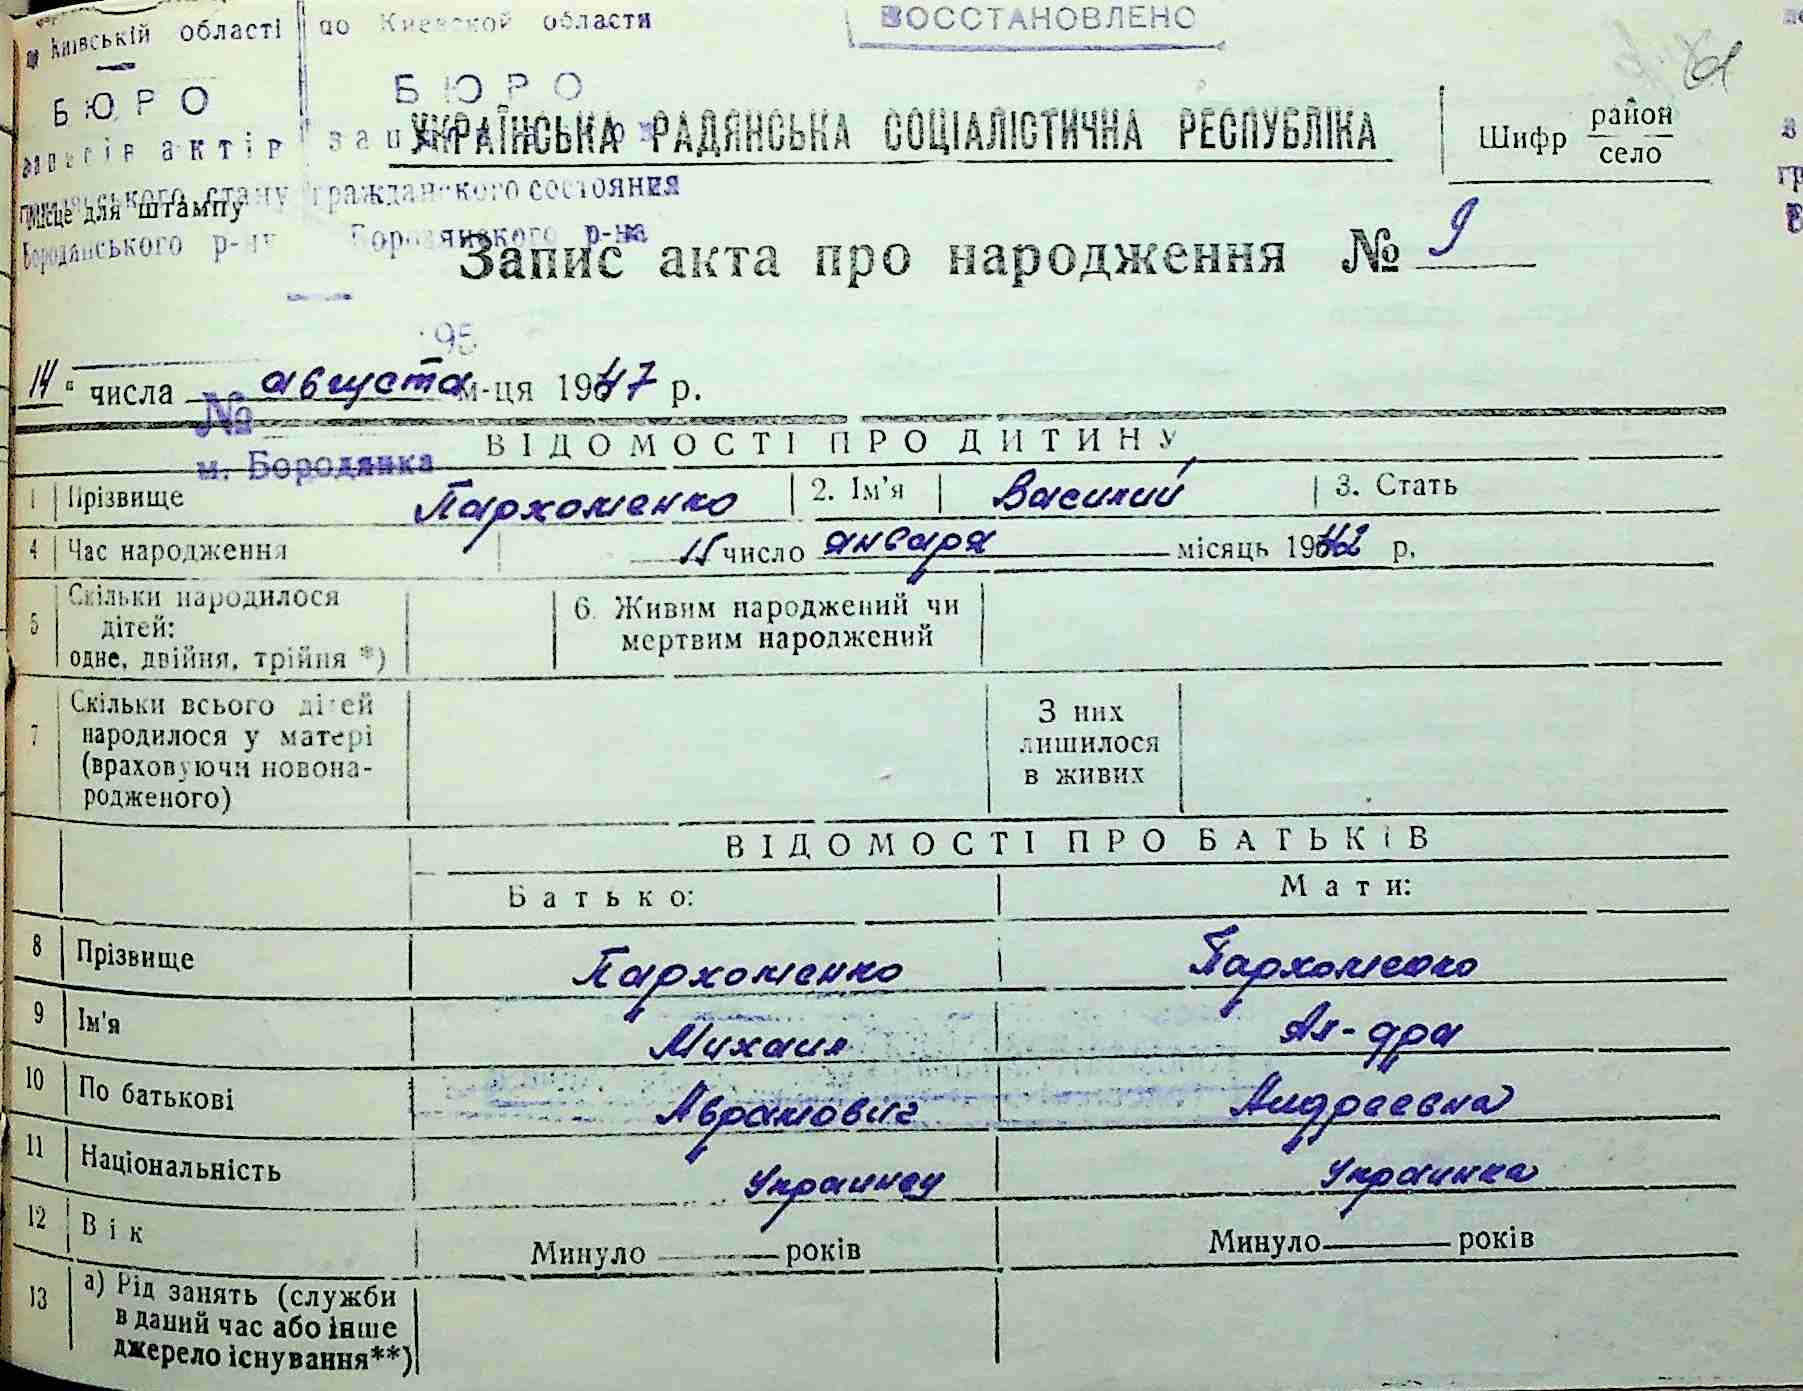 по Київській області по Киевской области
ВОССТАНОВЛЕНО
БЮРО БЮРО
УКРАЇНСЬКА РАДЯНСЬКА СОЦІАЛІСТИЧНА РЕСПУБЛІКА
Шифр район
село
записів актів
громадянського стану гражданского состояния
Місце для штампу
Бородянського р-ну Бородянского р-на
Запис акта про народження № 9
195
14 " числа августа м-ця 1947 р.
№
м. Бородянка
ВІДОМОСТІ ПРО ДИТИНУ
1 Прізвище Пархоменко 2. Ім'я Василий 3. Стать
4 Час народження 15 число января місяць 1942 р.
5 Скільки народилося
дітей:
одне, двійня, трійня *)
6. Живим народжений чи
мертвим народжений
7 Скільки всього дітей
народилося у матері
(враховуючи новона-
родженого)
З них
лишилося
в живих
ВІДОМОСТІ ПРО БАТЬКІВ
Батько: Мати:
8 Прізвище Пархоменко Пархоменко
9 Ім'я Михаил Ал-дра
10 По батькові Аврамович Андреевна
11 Національність Украинец Украинка
12 Вік Минуло ——— років Минуло ——— років
13 а) Рід занять (служби
в даний час або інше
джерело існування**)